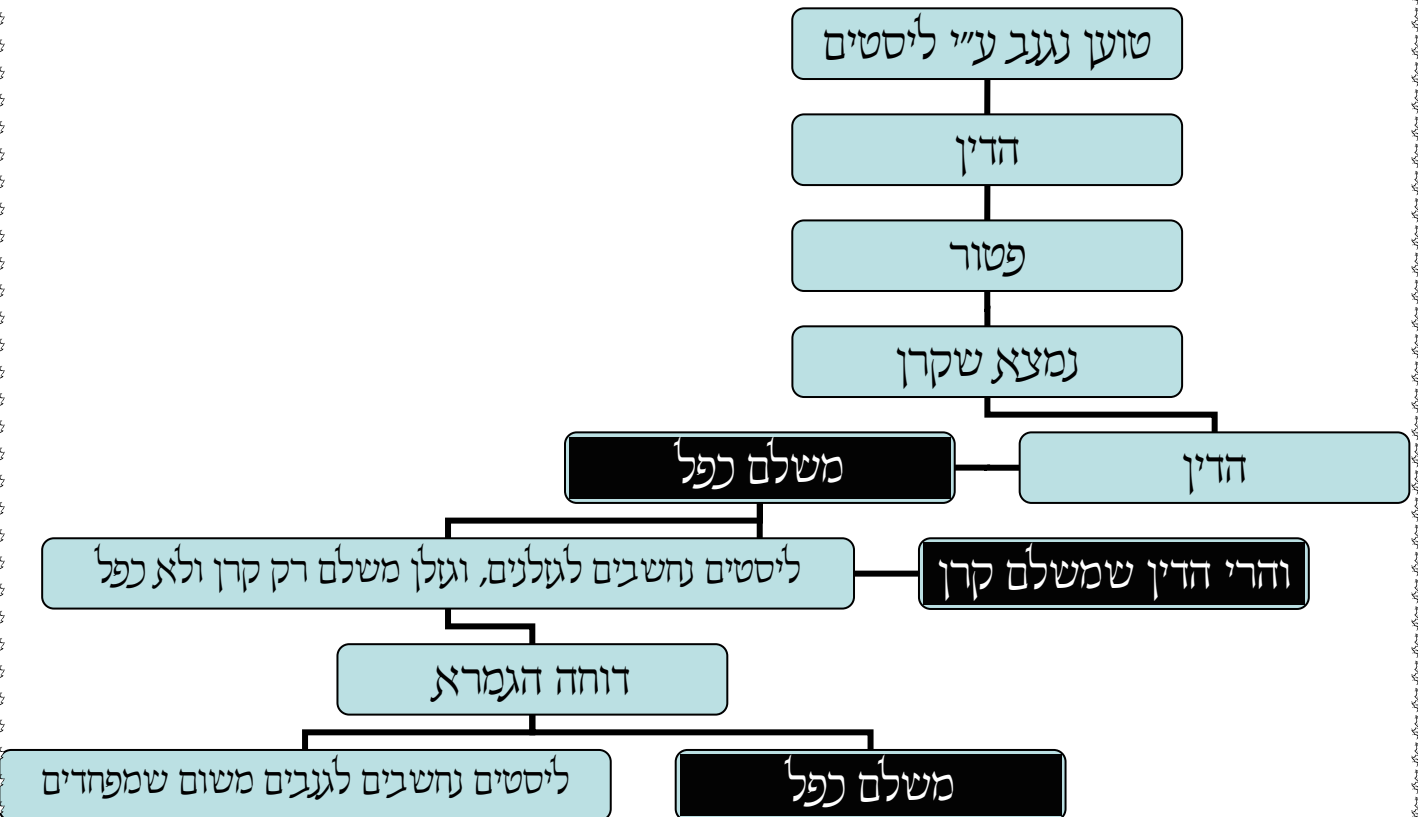 טוען נגנב ע"י ליסטים
הדין
פטור
נמצא שקרן
הדין
משלם כפל
והרי הדין שמשלם קרן
ליסטים נחשבים לגזלנים, וגזלן משלם רק קרן ולא כפל
דוחה הגמרא
משלם כפל
ליסטים נחשבים לגנבים משום שמפחדים